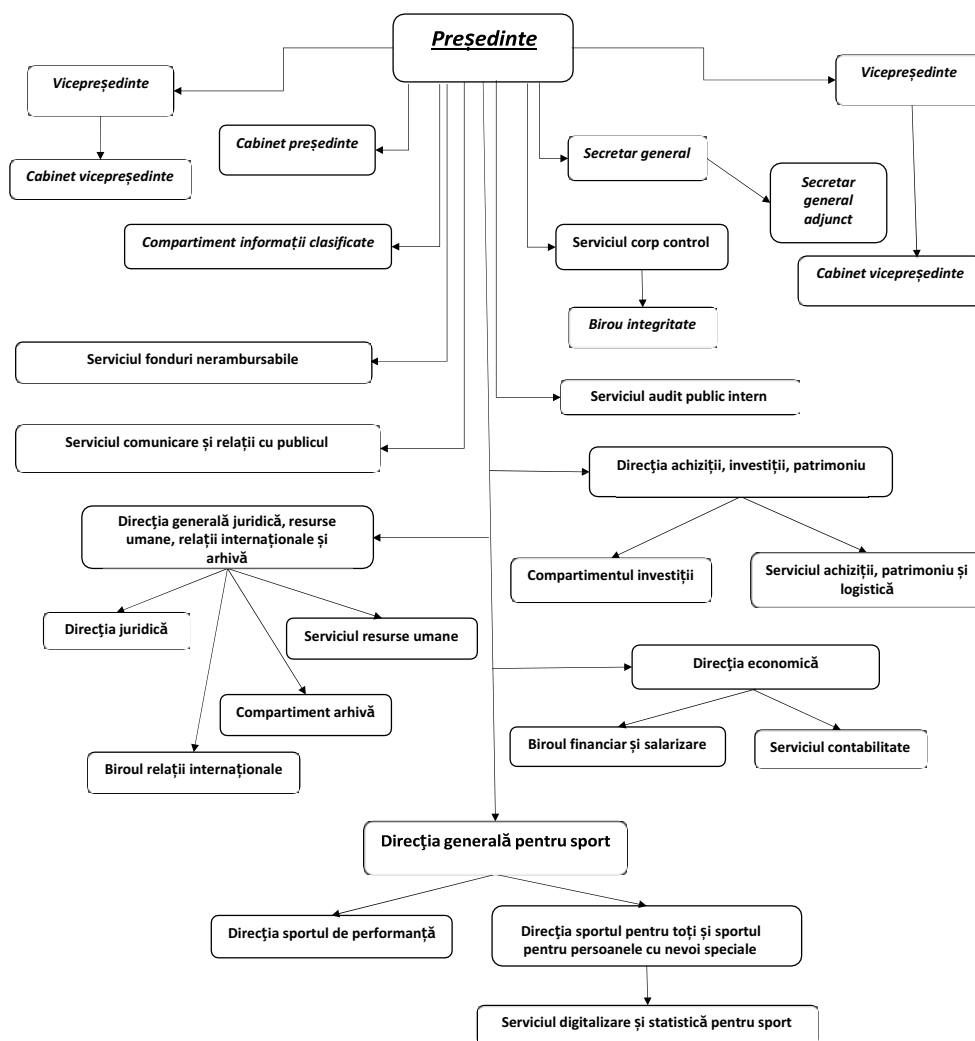 Președinte
Vicepreședinte
Vicepreședinte
Cabinet președinte
Secretar general
Cabinet vicepreședinte
Secretar
general
adjunct
Compartiment informații clasificate
Serviciul corp control
Cabinet vicepreședinte
Birou integritate
Serviciul fonduri nerambursabile
Serviciul audit public intern
Serviciul comunicare și relații cu publicul
Direcția achiziții, investiții, patrimoniu
Direcţia generală juridică, resurse
umane, relații internaționale și
arhivă
Compartimentul investiții
Serviciul achiziții, patrimoniu și
logistică
Direcţia juridică
Serviciul resurse umane
Direcția economică
Compartiment arhivă
Biroul financiar și salarizare
Serviciul contabilitate
Biroul relații internaționale
Direcţia generală pentru sport
Direcția sportul de performanță
Direcția sportul pentru toți și sportul
pentru persoanele cu nevoi speciale
Serviciul digitalizare și statistică pentru sport